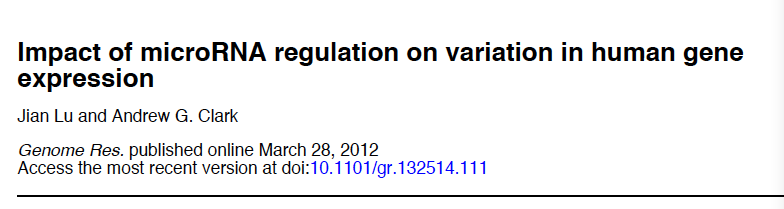 Impact of microRNA regulation on variation in human gene
expression
Jian Lu and Andrew G. Clark
Genome Res. published online March 28, 2012
Access the most recent version at doi:10.1101/gr.132514.111